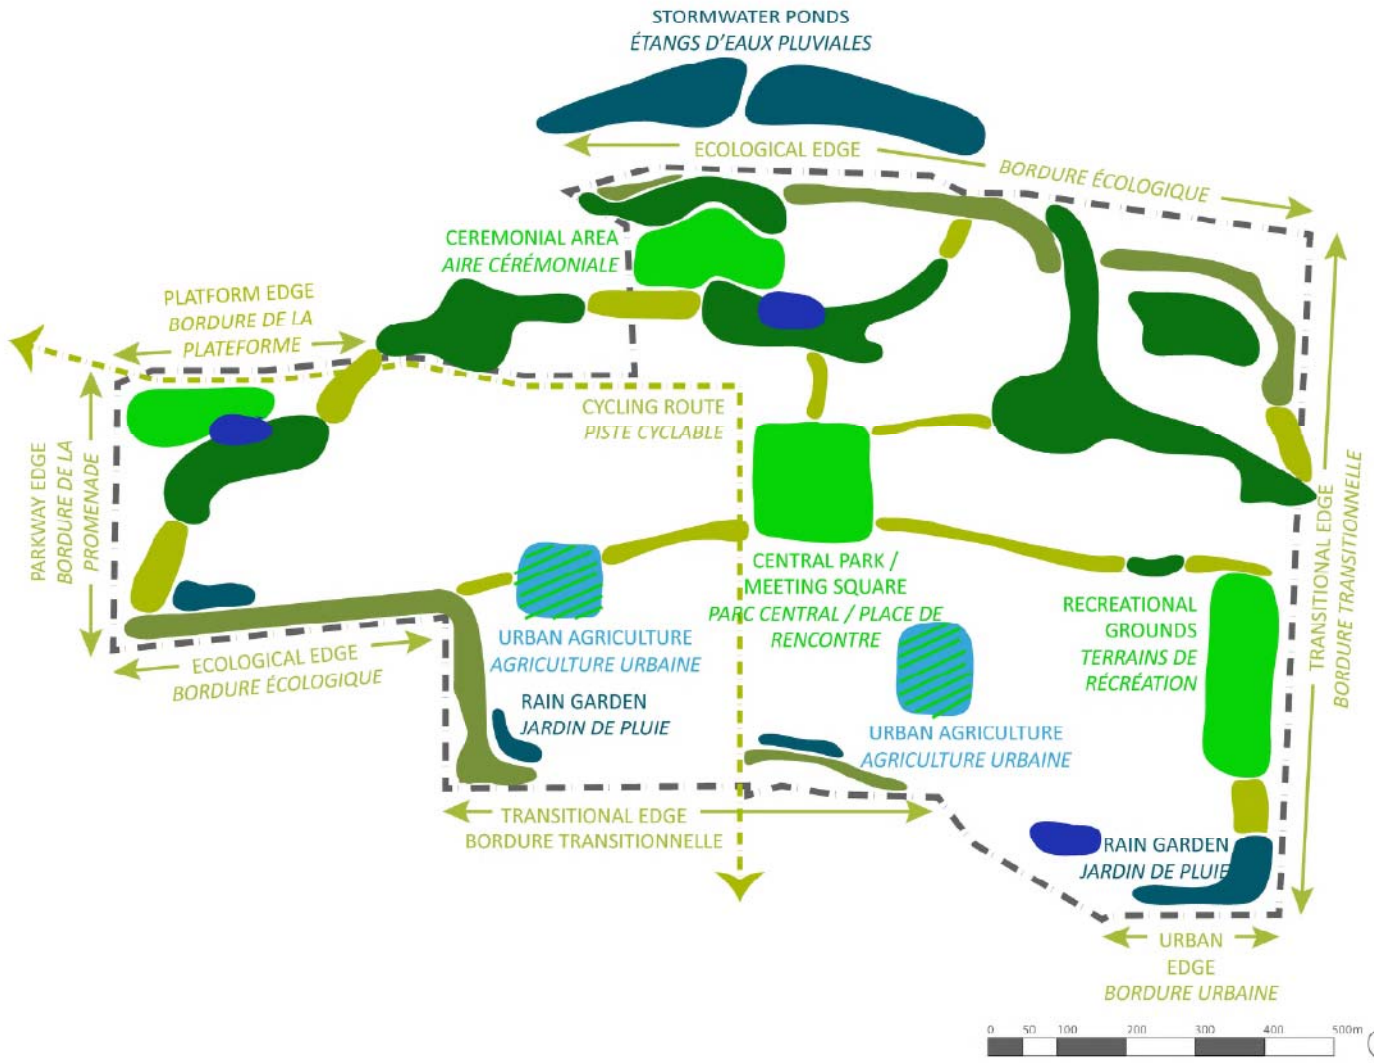 STORMWATER PONDS
ÉTANGS D'EAUX PLUVIALES
ECOLOGICAL EDGE
BORDURE ÉCOLOGIQUE
CEREMONIAL AREA
AIRE CÉRÉMONIALE
PLATFORM EDGE
BORDURE DE LA
PLATEFORME
CYCLING ROUTE
PISTE CYCLABLE
PARKWAY EDGE
BORDURE DE LA
PROMENADE
TRANSITIONAL EDGE
BORDURE TRANSITIONNELLE
CENTRAL PARK /
MEETING SQUARE
PARC CENTRAL / PLACE DE
RENCONTRE
RECREATIONAL
GROUNDS
TERRAINS DE
RÉCRÉATION
URBAN AGRICULTURE
AGRICULTURE URBAINE
ECOLOGICAL EDGE
BORDURE ÉCOLOGIQUE
RAIN GARDEN
JARDIN DE PLUIE
URBAN AGRICULTURE
AGRICULTURE URBAINE
TRANSITIONAL EDGE
BORDURE TRANSITIONNELLE
RAIN GARDEN
JARDIN DE PLUIE
URBAN
EDGE
BORDURE URBAINE
0 50 100 200 300 400 500m